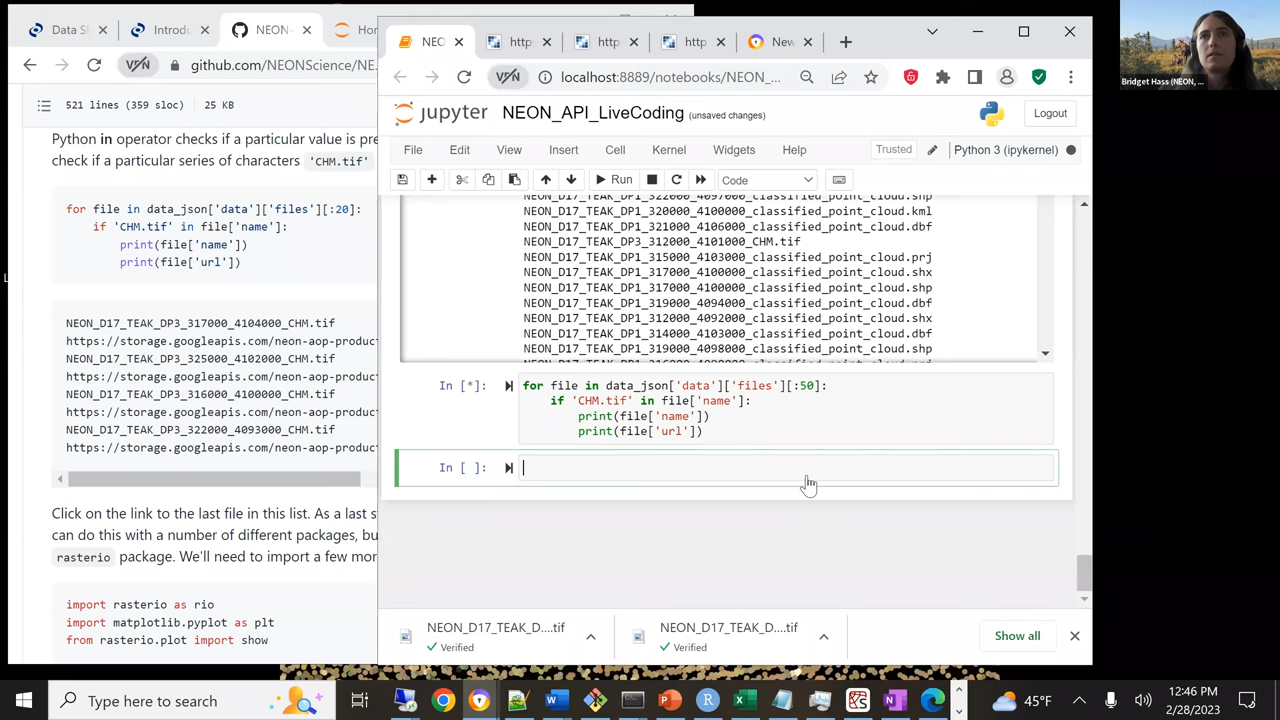 Data Sl
Introdu
NEON-
Hor
github.com/NEONScience/NE
521 lines (359 sloc)
25 KB
Python in operator checks if a particular value is pre
check if a particular series of characters 'CHM.tif'
for file in data_json['data']['files'][:20]:
if 'CHM.tif' in file['name']:
print(file['name'])
print(file['url'])
NEON_D17_TEAK_DP3_317000_4104000_CHM.tif
https://storage.googleapis.com/neon-aop-product
NEON_D17_TEAK_DP3_325000_4102000_CHM.tif
https://storage.googleapis.com/neon-aop-product
NEON_D17_TEAK_DP3_316000_4100000_CHM.tif
https://storage.googleapis.com/neon-aop-product
NEON_D17_TEAK_DP3_322000_4093000_CHM.tif
https://storage.googleapis.com/neon-aop-product
Click on the link to the last file in this list. As a last s
can do this with a number of different packages, bu
rasterio package. We'll need to import a few mor
import rasterio as rio
import matplotlib.pyplot as plt
from rasterio.plot import show
NEO
http
http
http
New
VPN
localhost:8889/notebooks/NEON_...
jupyter NEON_API_LiveCoding (unsaved changes)
Logout
File Edit View Insert Cell Kernel Widgets Help
Trusted
Python 3 (ipykernel)
Run
Code
NEON_D17_TEAK_DP1_322000_4097000_classified_point_cloud.shp
NEON_D17_TEAK_DP1_320000_4100000_classified_point_cloud.kml
NEON_D17_TEAK_DP1_321000_4106000_classified_point_cloud.dbf
NEON_D17_TEAK_DP3_312000_4101000_CHM.tif
NEON_D17_TEAK_DP1_315000_4103000_classified_point_cloud.prj
NEON_D17_TEAK_DP1_317000_4100000_classified_point_cloud.shx
NEON_D17_TEAK_DP1_317000_4100000_classified_point_cloud.shp
NEON_D17_TEAK_DP1_319000_4094000_classified_point_cloud.dbf
NEON_D17_TEAK_DP1_312000_4092000_classified_point_cloud.shx
NEON_D17_TEAK_DP1_314000_4103000_classified_point_cloud.dbf
NEON_D17_TEAK_DP1_319000_4098000_classified_point_cloud.shp
In [*]:
for file in data_json['data']['files'][:50]:
if 'CHM.tif' in file['name']:
print(file['name'])
print(file['url'])
In [ ]:
NEON_D17_TEAK_D....tif
Verified
NEON_D17_TEAK_D....tif
Verified
Show all
Bridget Hass (NEON, ...
Type here to search
45°F
12:46 PM
2/28/2023